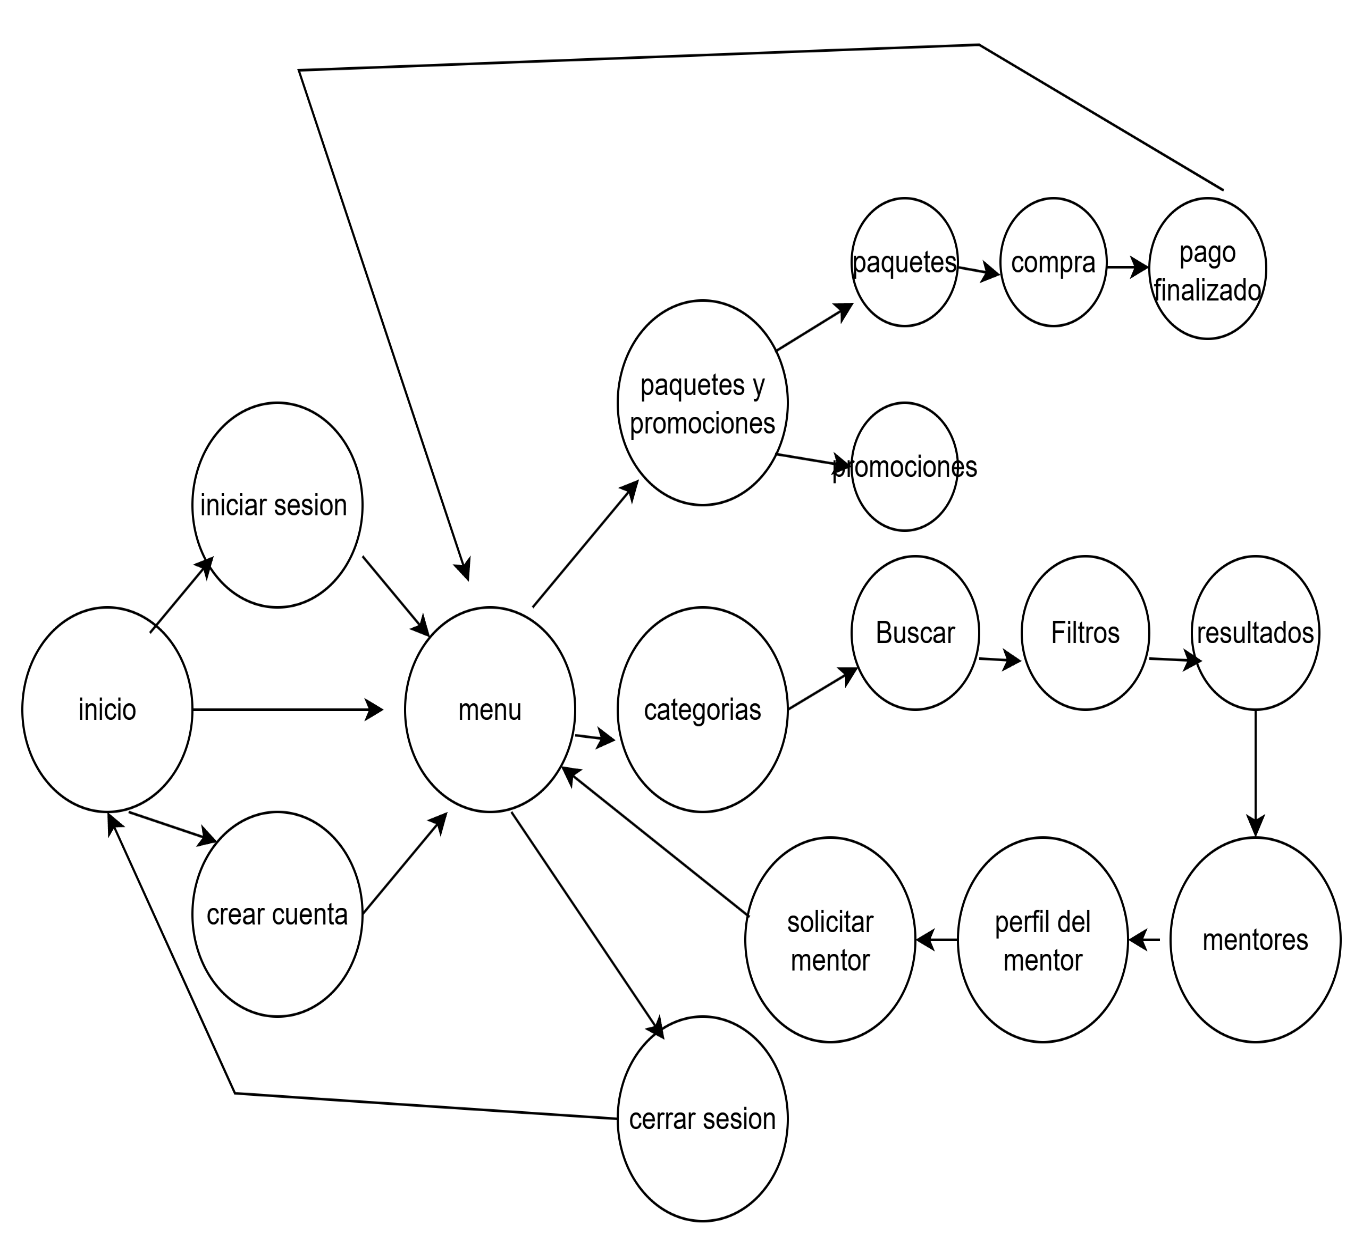 paquetes
compra
pago
finalizado
paquetes y
promociones
promociones
iniciar sesion
Buscar
Filtros
resultados
inicio
menu
categorias
crear cuenta
solicitar
mentor
perfil del
mentor
mentores
cerrar sesion